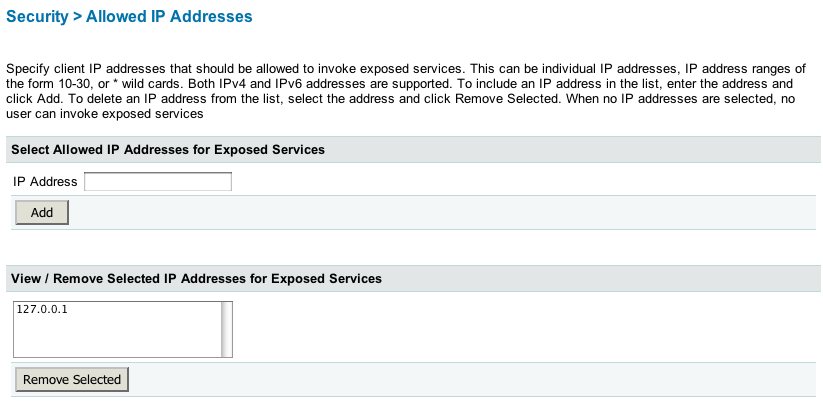 Security > Allowed IP Addresses
Specify client IP addresses that should be allowed to invoke exposed services. This can be individual IP addresses, IP address ranges of
the form 10-30, or * wild cards. Both IPv4 and IPv6 addresses are supported. To include an IP address in the list, enter the address and
click Add. To delete an IP address from the list, select the address and click Remove Selected. When no IP addresses are selected, no
user can invoke exposed services
Select Allowed IP Addresses for Exposed Services
IP Address
Add
View / Remove Selected IP Addresses for Exposed Services
127.0.0.1
Remove Selected